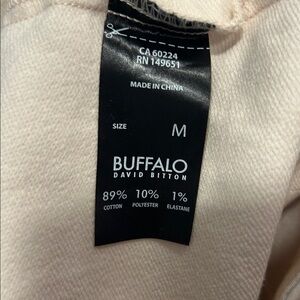 CA 60224
RN 149651
MADE IN CHINA
SIZE M
BUFFALO
DAVID BITTON
89% 10% 1%
COTTON POLYESTER ELASTANE